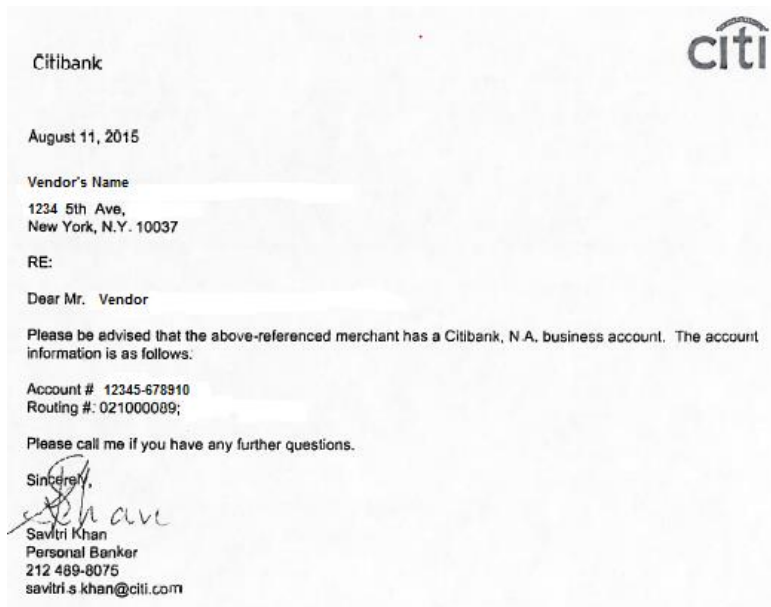 citi
Citibank
August 11, 2015
Vendor's Name
1234 5th Ave,
New York, N.Y. 10037
RE:
Dear Mr. Vendor
Please be advised that the above-referenced merchant has a Citibank, N.A. business account. The account
information is as follows:
Account # 12345-678910
Routing #: 021000089;
Please call me if you have any further questions.
Sincerely,
Khan
Savitri Khan
Personal Banker
212 489-8075
savitri.s.khan@citi.com